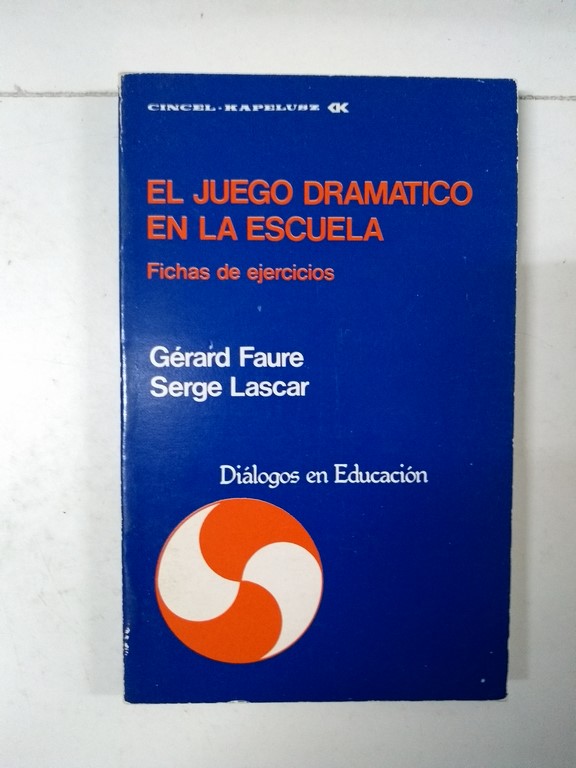 CINCEL · KAPELUSZ CK
EL JUEGO DRAMATICO
EN LA ESCUELA
Fichas de ejercicios
Gérard Faure
Serge Lascar
Diálogos en Educación